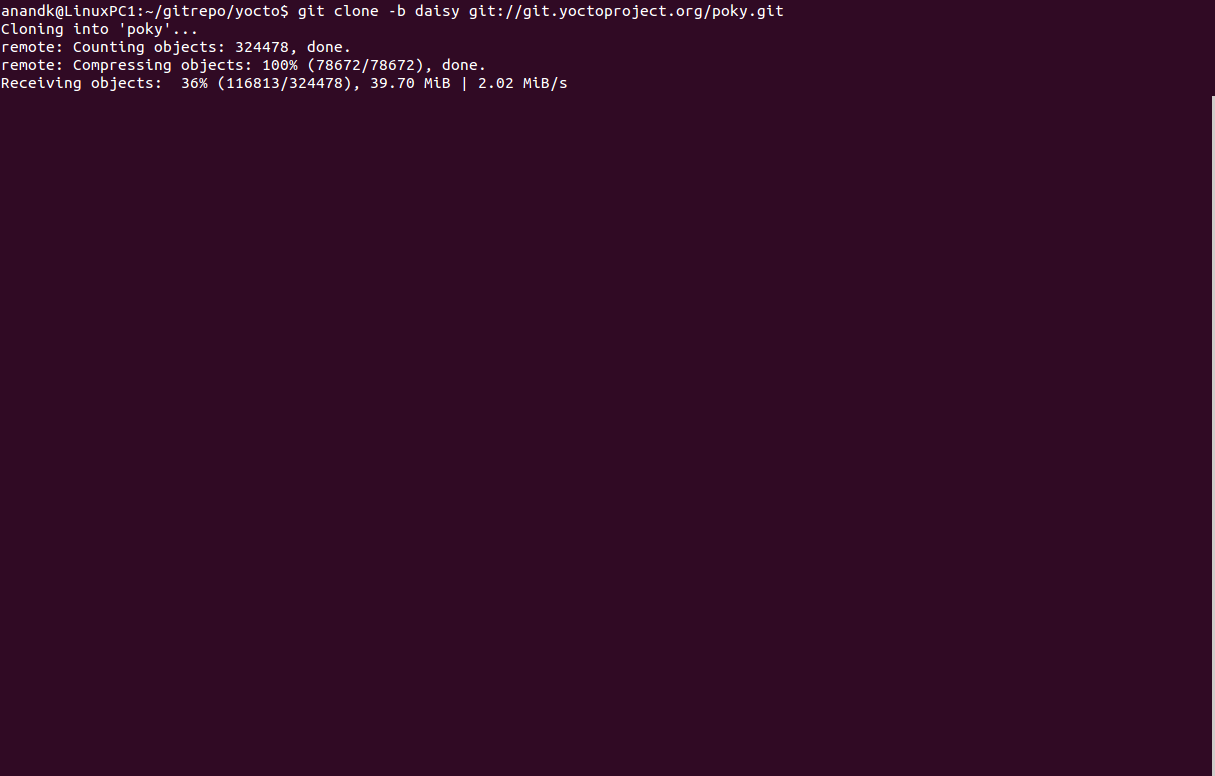 anandk@LinuxPC1:~/gitrepo/yocto$ git clone -b daisy git://git.yoctoproject.org/poky.git
Cloning into 'poky'...
remote: Counting objects: 324478, done.
remote: Compressing objects: 100% (78672/78672), done.
Receiving objects:  36% (116813/324478), 39.70 MiB | 2.02 MiB/s